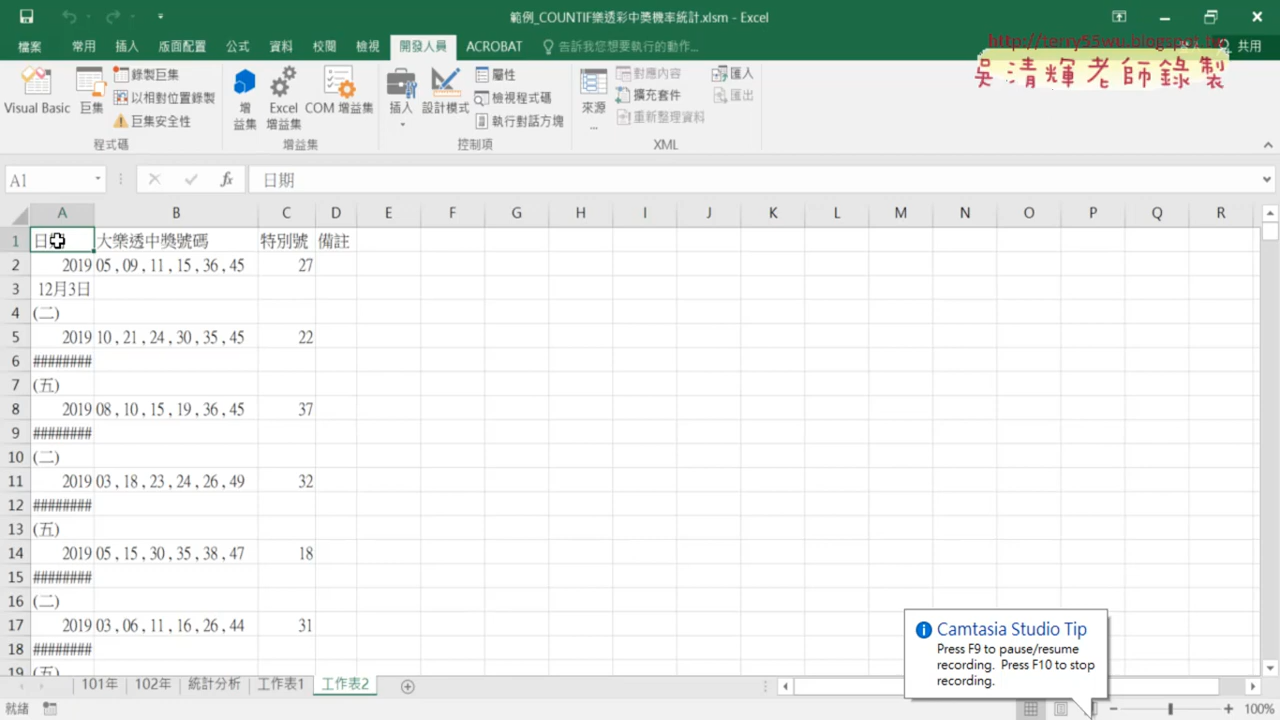 範例_COUNTIF樂透彩中獎機率統計.xlsm - Excel
http://terry55wu.blogspot.tw
吳清輝老師錄製
檔案 常用 插入 版面配置 公式 資料 校閱 檢視 開發人員 ACROBAT 告訴我您想要執行的動作... 共用
Visual Basic 巨集 錄製巨集 以相對位置錄製 巨集安全性
增益集 Excel 增益集 COM 增益集
插入 設計模式 屬性 檢視程式碼 執行對話方塊
來源... 對應內容 擴充套件 重新整理資料 匯入 匯出
程式碼 增益集 控制項 XML
A1 fx 日期
A B C D E F G H I J K L M N O P Q R
1 日 大樂透中獎號碼 特別號 備註
2 2019 05 , 09 , 11 , 15 , 36 , 45 27
3 12月3日
4 (二)
5 2019 10 , 21 , 24 , 30 , 35 , 45 22
6 ########
7 (五)
8 2019 08 , 10 , 15 , 19 , 36 , 45 37
9 ########
10 (二)
11 2019 03 , 18 , 23 , 24 , 26 , 49 32
12 ########
13 (五)
14 2019 05 , 15 , 30 , 35 , 38 , 47 18
15 ########
16 (二)
17 2019 03 , 06 , 11 , 16 , 26 , 44 31
18 ########
19 (五)
Camtasia Studio Tip
Press F9 to pause/resume
recording. Press F10 to stop
recording.
101年 102年 統計分析 工作表1 工作表2
就緒 100%